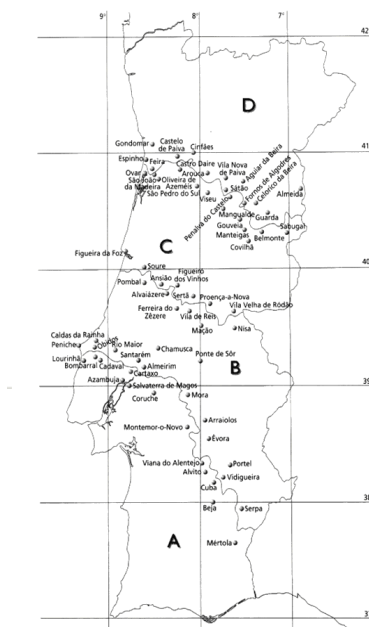 9° 8° 7°
42
D
Gondomar
Castelo
de Paiva
Cinfães
41
Espinho
Feira
Castro Daire
Vila Nova
de Paiva
Aguiar da Beira
Ovar
Arouca
Fornos de Algodres
Celorico da Beira
São João
da Madeira
Oliveira de
Azeméis
Sátão
Almeida
São Pedro do Sul
Viseu
Penalva do Castelo
Mangualde
Guarda
Gouveia
Sabugal
Manteigas
Belmonte
C
Covilhã
Figueira da Foz
Soure
40
Pombal
Ansião
Figueiró
dos Vinhos
Alvaiázere
Sertã
Proença-a-Nova
Ferreira do
Zêzere
Vila de Reis
Vila Velha de Ródão
Mação
Nisa
Caldas da Rainha
Peniche
Óbidos
Rio Maior
Chamusca
Lourinhã
Santarém
Ponte de Sôr
Bombarral
Cadaval
Almeirim
B
Cartaxo
39
Azambuja
Salvaterra de Magos
Coruche
Mora
Arraiolos
Montemor-o-Novo
Évora
Viana do Alentejo
Portel
Alvito
Vidigueira
Cuba
38
Beja
Serpa
A
Mértola
37